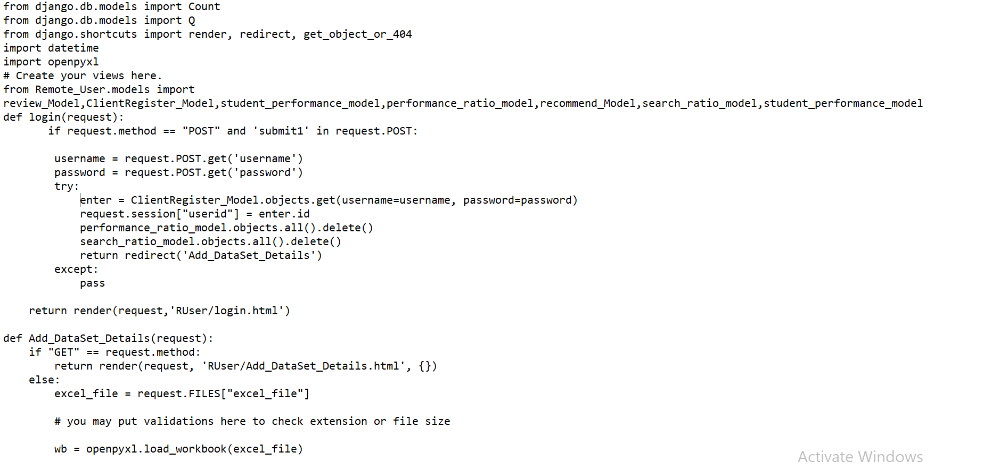 from django.db.models import Count
from django.db.models import Q
from django.shortcuts import render, redirect, get_object_or_404
import datetime
import openpyxl
# Create your views here.
from Remote_User.models import
review_Model,ClientRegister_Model,student_performance_model,performance_ratio_model,recommend_Model,search_ratio_model,student_performance_model
def login(request):
       if request.method == "POST" and 'submit1' in request.POST:

        username = request.POST.get('username')
        password = request.POST.get('password')
        try:
            enter = ClientRegister_Model.objects.get(username=username, password=password)
            request.session["userid"] = enter.id
            performance_ratio_model.objects.all().delete()
            search_ratio_model.objects.all().delete()
            return redirect('Add_DataSet_Details')
        except:
            pass

    return render(request,'RUser/login.html')

def Add_DataSet_Details(request):
    if "GET" == request.method:
        return render(request, 'RUser/Add_DataSet_Details.html', {})
    else:
        excel_file = request.FILES["excel_file"]

        # you may put validations here to check extension or file size

        wb = openpyxl.load_workbook(excel_file)
Activate Windows